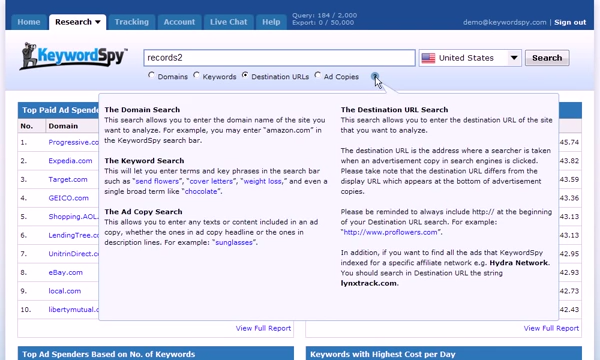 Home Research ▾ Tracking Account Live Chat Help Query: 184 / 2,000
Export: 0 / 50,000 demo@keywordspy.com | Sign out
KeywordSpy records2 United States Search
Domains Keywords Destination URLs Ad Copies
Top Paid Ad Spenders
No. Domain
1. Progressive.co
2. Expedia.com
3. Target.com
4. GEICO.com
5. Shopping.AOL.
6. LendingTree.com
7. UnitrinDirect.c
8. eBay.com
9. local.com
10. libertymutual.c
The Domain Search
This search allows you to enter the domain name of the site you
want to analyze. For example, you may enter "amazon.com" in
the KeywordSpy search bar.
The Keyword Search
This will let you enter terms and key phrases in the search bar
such as "send flowers", "cover letters", "weight loss," and even a
single broad term like "chocolate".
The Ad Copy Search
This allows you to enter any texts or content included in an ad
copy, whether the ones in ad copy headline or the ones in
description lines. For example: "sunglasses".
The Destination URL Search
This search allows you to enter the destination URL of the site
that you want to analyze.
The destination URL is the address where a searcher is taken
when an advertisement copy in search engines is clicked.
Please take note that the destination URL differs from the
display URL which appears at the bottom of advertisement
copies.
Please be reminded to always include http:// at the beginning
of your Destination URL search. For example:
"http://www.proflowers.com".
In addition, if you want to find all the ads that KeywordSpy
indexed for a specific affiliate network e.g. Hydra Network.
You should search in Destination URL the string
lynxtrack.com.
45.74
43.82
43.64
43.36
43.13
43.13
42.95
42.93
42.73
42.43
View Full Report View Full Report
Top Ad Spenders Based on No. of Keywords Keywords with Highest Cost per Day